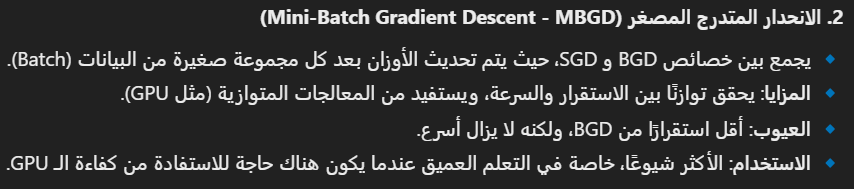 2. الانحدار المتدرج المصغر (Mini-Batch Gradient Descent - MBGD)
يجمع بين خصائص BGD و SGD، حيث يتم تحديث الأوزان بعد كل مجموعة صغيرة من البيانات (Batch).
المزايا: يحقق توازنًا بين الاستقرار والسرعة، ويستفيد من المعالجات المتوازية (مثل GPU).
العيوب: أقل استقرارًا من BGD، ولكنه لا يزال أسرع.
الاستخدام: الأكثر شيوعًا، خاصة في التعلم العميق عندما يكون هناك حاجة للاستفادة من كفاءة الـ GPU.